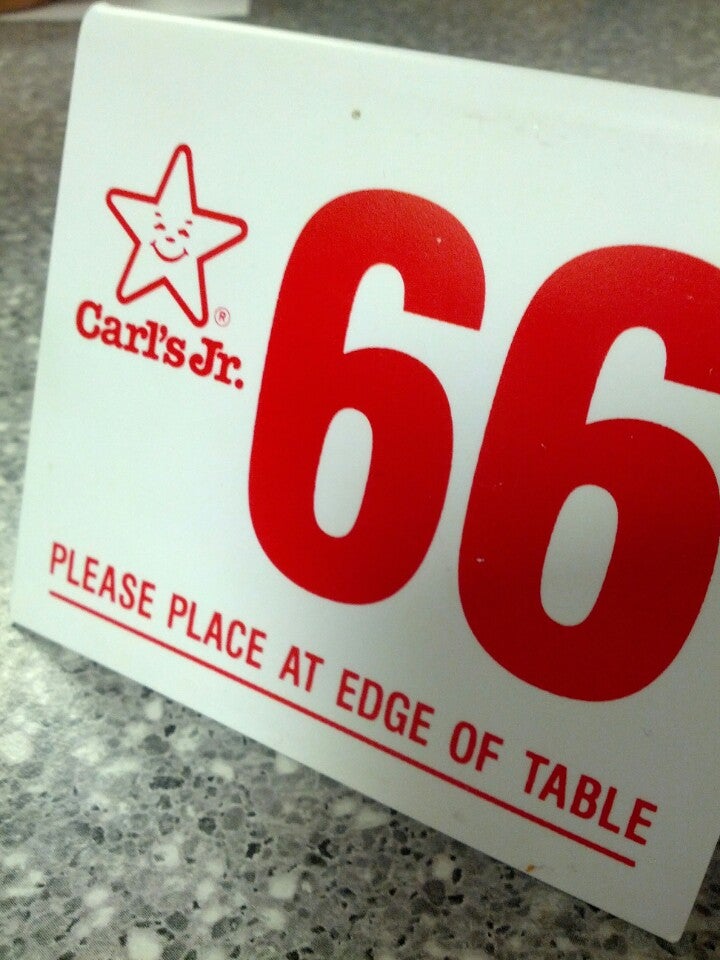 Carl's Jr.®
66
PLEASE PLACE AT EDGE OF TABLE